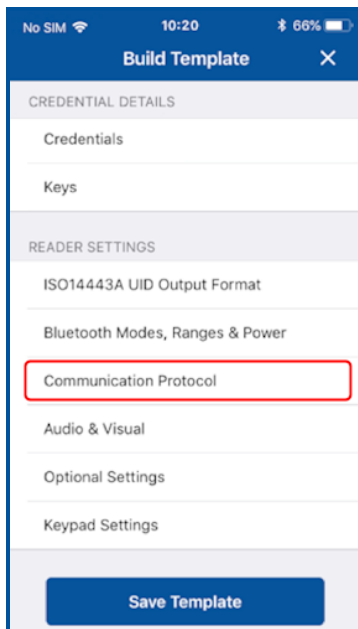 No SIM 10:20 66%
Build Template ✕
CREDENTIAL DETAILS
Credentials
Keys
READER SETTINGS
ISO14443A UID Output Format
Bluetooth Modes, Ranges & Power
Communication Protocol
Audio & Visual
Optional Settings
Keypad Settings
Save Template